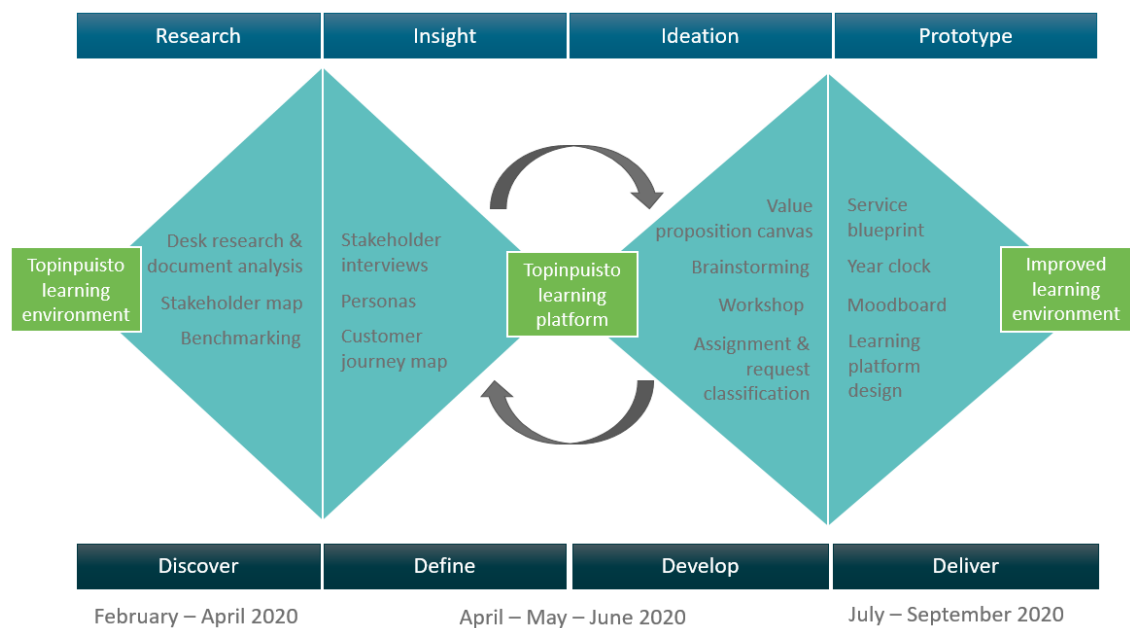 Research
Insight
Ideation
Prototype
Topinpuisto
learning
environment
Desk research &
document analysis
Stakeholder map
Benchmarking
Stakeholder
interviews
Personas
Customer
journey map
Topinpuisto
learning
platform
Value
proposition canvas
Brainstorming
Workshop
Assignment &
request
classification
Service
blueprint
Year clock
Moodboard
Learning
platform
design
Improved
learning
environment
Discover
Define
Develop
Deliver
February – April 2020
April – May – June 2020
July – September 2020